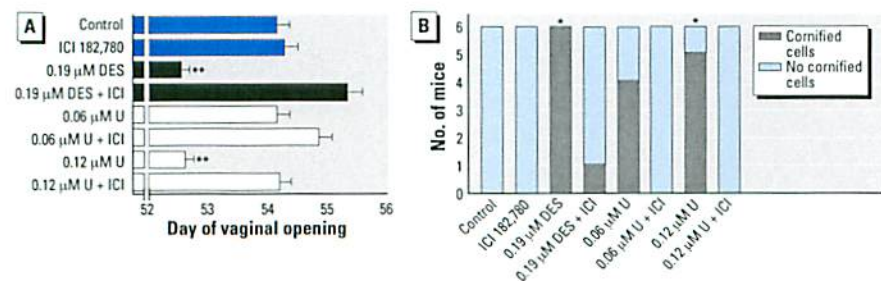 A
Control
ICI 182,780
0.19 µM DES
**
0.19 µM DES + ICI
0.06 µM U
0.06 µM U + ICI
0.12 µM U
**
0.12 µM U + ICI
52
53
54
55
56
Day of vaginal opening
B
No. of mice
6
5
4
3
2
1
0
*
*
Cornified
cells
No cornified
cells
Control
ICI 182,780
0.19 µM DES
0.19 µM DES + ICI
0.06 µM U
0.06 µM U + ICI
0.12 µM U
0.12 µM U + ICI